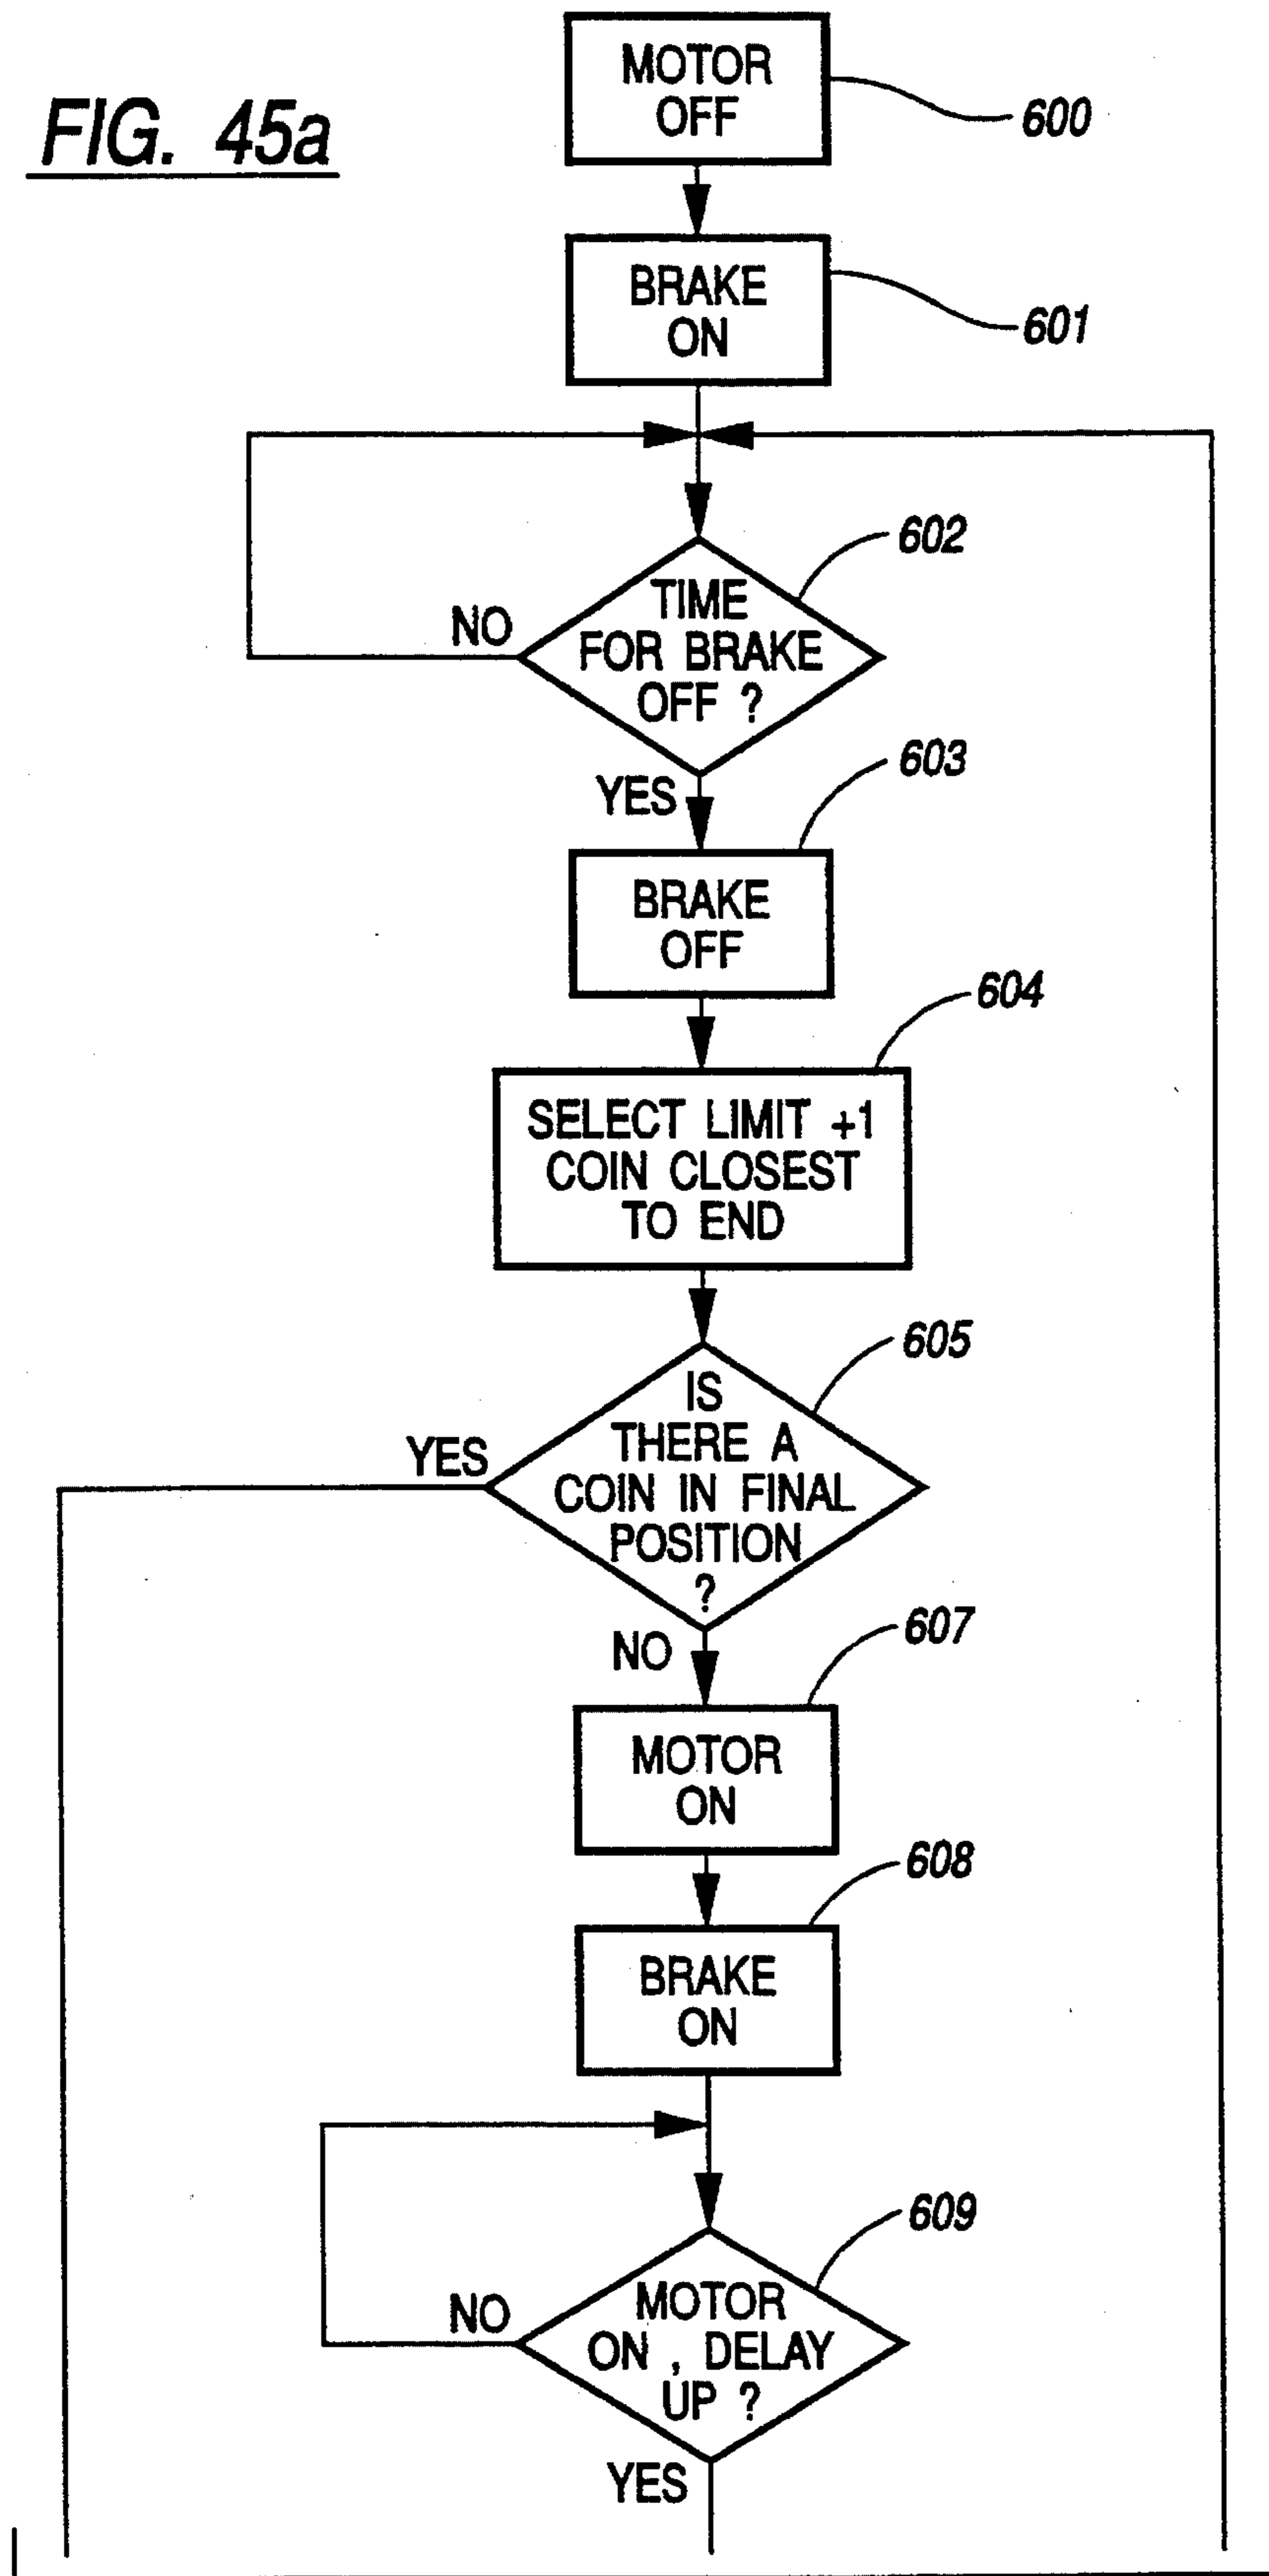 FIG. 45a
MOTOR
OFF
600
BRAKE
ON
601
602
TIME
FOR BRAKE
OFF ?
NO
YES
603
BRAKE
OFF
604
SELECT LIMIT +1
COIN CLOSEST
TO END
605
IS
THERE A
COIN IN FINAL
POSITION
?
YES
NO
607
MOTOR
ON
608
BRAKE
ON
609
MOTOR
ON , DELAY
UP ?
NO
YES